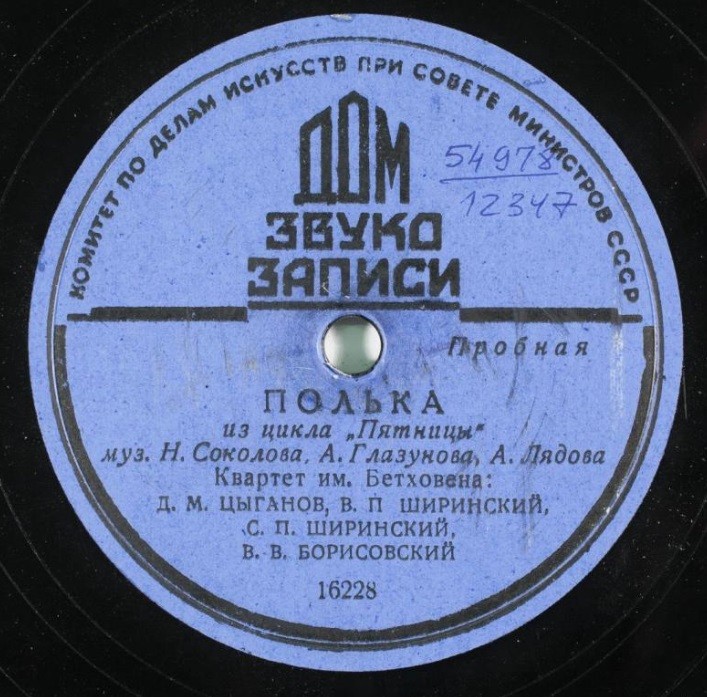 КОМИТЕТ ПО ДЕЛАМ ИСКУССТВ ПРИ СОВЕТЕ МИНИСТРОВ СССР
ДОМ
ЗВУКО
ЗАПИСИ
54978
12347
Пробная
ПОЛЬКА
из цикла „Пятницы"
муз. Н. Соколова, А. Глазунова, А. Лядова
Квартет им. Бетховена:
Д. М. ЦЫГАНОВ, В. П ШИРИНСКИЙ,
С. П. ШИРИНСКИЙ,
В. В. БОРИСОВСКИЙ
16228